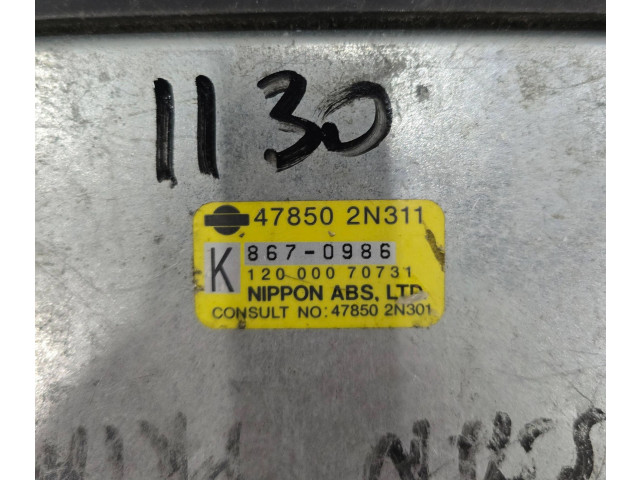 1130
47850 2N311
K 867-0986
120 000 70731
NIPPON ABS, LTD
CONSULT NO: 47850 2N301